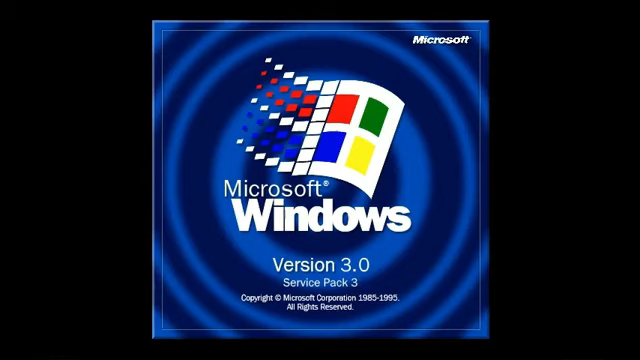 Microsoft
Microsoft®
Windows
Version 3.0
Service Pack 3
Copyright © Microsoft Corporation 1985-1995.
All Rights Reserved.